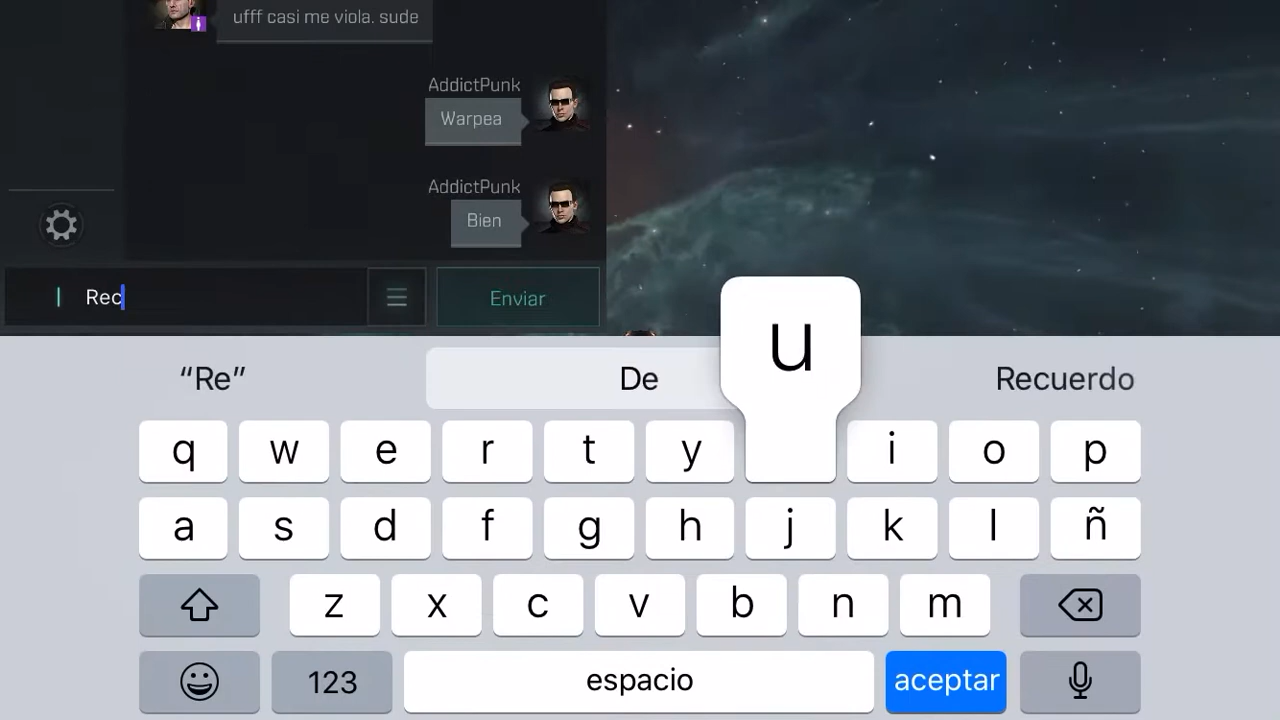 ufff casi me viola. sude
AddictPunk
Warpea
AddictPunk
Bien
Rec
Enviar
“Re”
De
Recuerdo
u
q w e r t y i o p
a s d f g h j k l ñ
z x c v b n m
123
espacio
aceptar